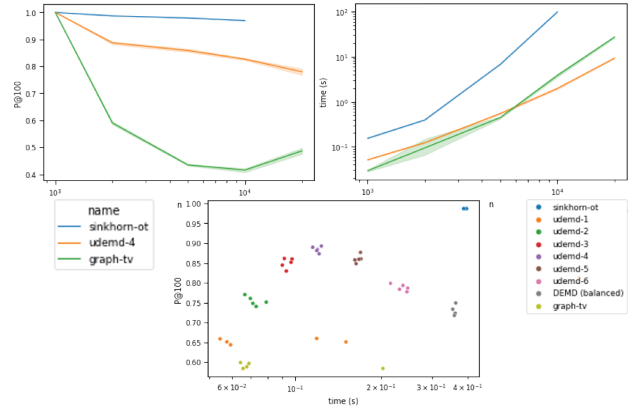 1.0
0.9
0.8
0.7
0.6
0.5
0.4
P@100
10³
10⁴
n
10²
10¹
10⁰
10⁻¹
time (s)
10³
10⁴
n
name
sinkhorn-ot
udemd-4
graph-tv
1.00
0.95
0.90
0.85
0.80
0.75
0.70
0.65
0.60
P@100
6 × 10⁻²
10⁻¹
2 × 10⁻¹
3 × 10⁻¹
4 × 10⁻¹
time (s)
sinkhorn-ot
udemd-1
udemd-2
udemd-3
udemd-4
udemd-5
udemd-6
DEMD (balanced)
graph-tv